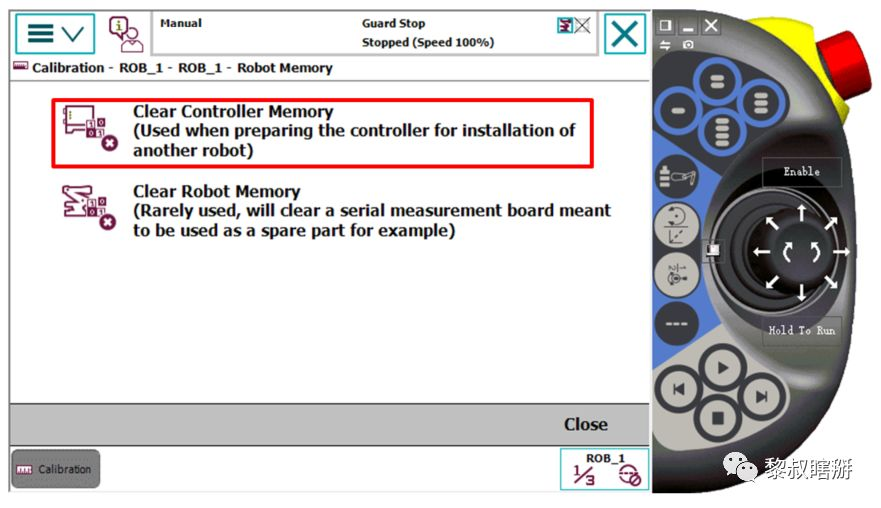 Manual
Guard Stop
Stopped (Speed 100%)
Calibration - ROB_1 - ROB_1 - Robot Memory
Clear Controller Memory
(Used when preparing the controller for installation of
another robot)
Clear Robot Memory
(Rarely used, will clear a serial measurement board meant
to be used as a spare part for example)
Enable
Hold To Run
Close
Calibration
ROB_1
1/3
黎叔瞎掰